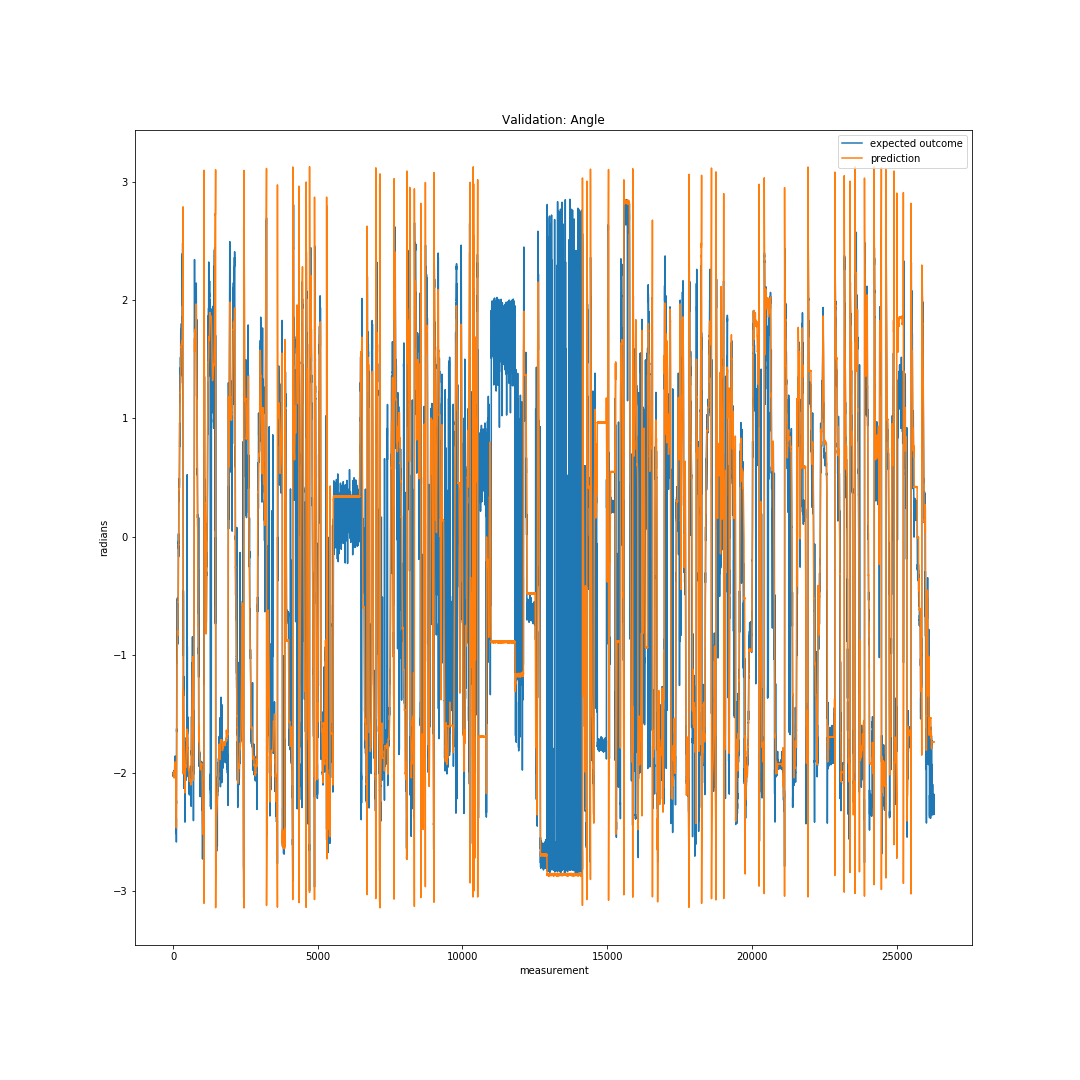 Validation: Angle
expected outcome
prediction
3
2
1
0
−1
−2
−3
radians
0 5000 10000 15000 20000 25000
measurement